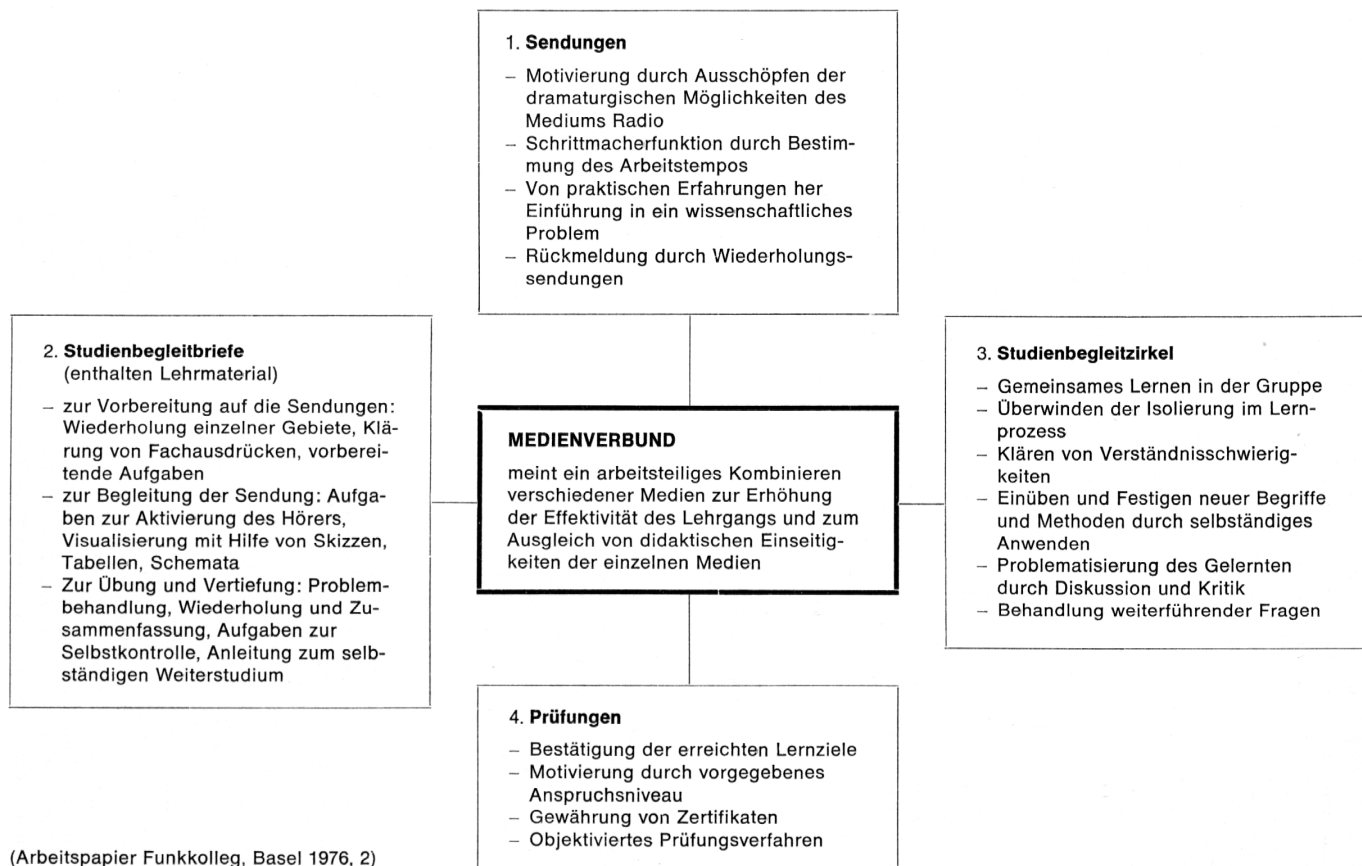 1. Sendungen
– Motivierung durch Ausschöpfen der
dramaturgischen Möglichkeiten des
Mediums Radio
– Schrittmacherfunktion durch Bestim-
mung des Arbeitstempos
– Von praktischen Erfahrungen her
Einführung in ein wissenschaftliches
Problem
– Rückmeldung durch Wiederholungs-
sendungen
2. Studienbegleitbriefe
(enthalten Lehrmaterial)
– zur Vorbereitung auf die Sendungen:
Wiederholung einzelner Gebiete, Klä-
rung von Fachausdrücken, vorberei-
tende Aufgaben
– zur Begleitung der Sendung: Aufga-
ben zur Aktivierung des Hörers,
Visualisierung mit Hilfe von Skizzen,
Tabellen, Schemata
– Zur Übung und Vertiefung: Problem-
behandlung, Wiederholung und Zu-
sammenfassung, Aufgaben zur
Selbstkontrolle, Anleitung zum selb-
ständigen Weiterstudium
MEDIENVERBUND
meint ein arbeitsteiliges Kombinieren
verschiedener Medien zur Erhöhung
der Effektivität des Lehrgangs und zum
Ausgleich von didaktischen Einseitig-
keiten der einzelnen Medien
3. Studienbegleitzirkel
– Gemeinsames Lernen in der Gruppe
– Überwinden der Isolierung im Lern-
prozess
– Klären von Verständnisschwierig-
keiten
– Einüben und Festigen neuer Begriffe
und Methoden durch selbständiges
Anwenden
– Problematisierung des Gelernten
durch Diskussion und Kritik
– Behandlung weiterführender Fragen
4. Prüfungen
– Bestätigung der erreichten Lernziele
– Motivierung durch vorgegebenes
Anspruchsniveau
– Gewährung von Zertifikaten
– Objektiviertes Prüfungsverfahren
(Arbeitspapier Funkkolleg, Basel 1976, 2)